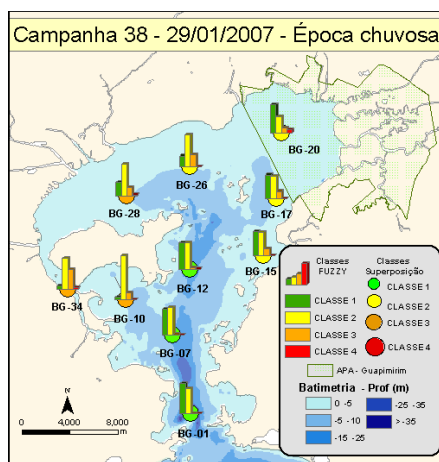 Campanha 38 - 29/01/2007 - Época chuvosa
BG-20
BG-26
BG-28
BG-17
BG-15
BG-12
BG-34
BG-10
BG-07
BG-01
N
0 4,000 8,000
m
Classes
FUZZY
Classes
Superposição
CLASSE 1
CLASSE 2
CLASSE 3
CLASSE 4
CLASSE 1
CLASSE 2
CLASSE 3
CLASSE 4
APA - Guapimirim
Batimetria - Prof (m)
0 -5
-5 -10
-15 -25
-25 -35
>-35